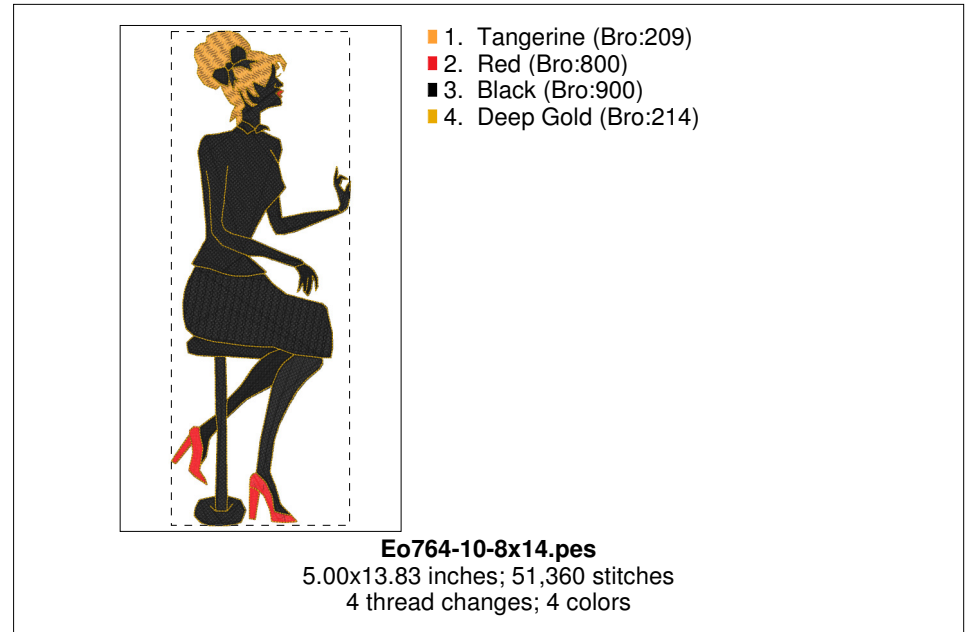 1. Tangerine (Bro:209)
2. Red (Bro:800)
3. Black (Bro:900)
4. Deep Gold (Bro:214)
Eo764-10-8x14.pes
5.00x13.83 inches; 51,360 stitches
4 thread changes; 4 colors